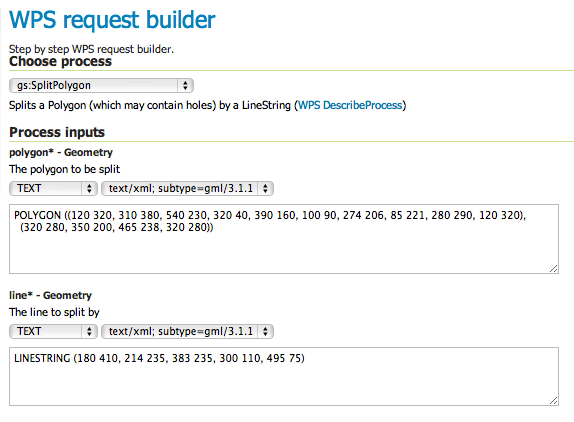 WPS request builder
Step by step WPS request builder.
Choose process
gs:SplitPolygon
Splits a Polygon (which may contain holes) by a LineString (WPS DescribeProcess)
Process inputs
polygon* - Geometry
The polygon to be split
TEXT text/xml; subtype=gml/3.1.1
POLYGON ((120 320, 310 380, 540 230, 320 40, 390 160, 100 90, 274 206, 85 221, 280 290, 120 320),
(320 280, 350 200, 465 238, 320 280))
line* - Geometry
The line to split by
TEXT text/xml; subtype=gml/3.1.1
LINESTRING (180 410, 214 235, 383 235, 300 110, 495 75)